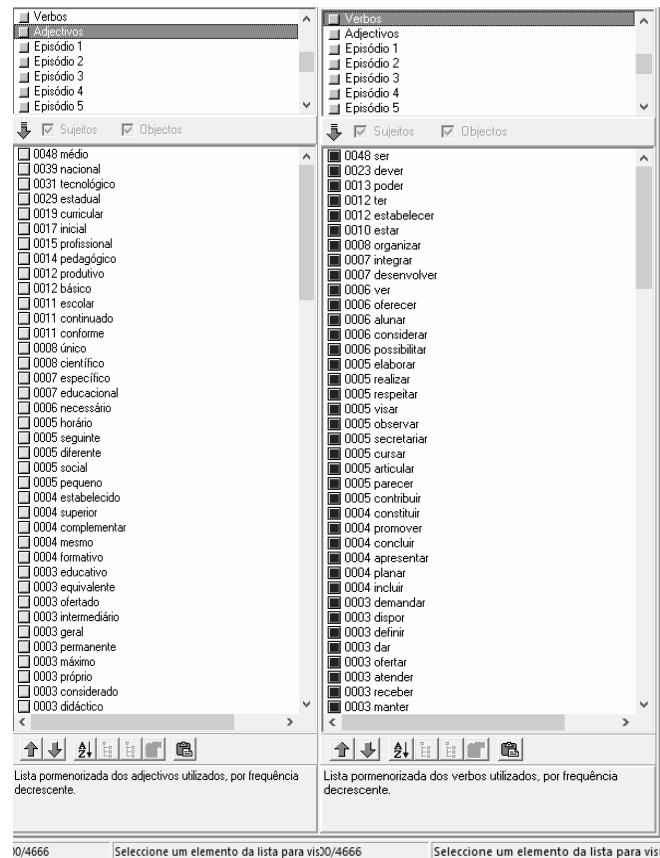 Verbos
Adjectivos
Episódio 1
Episódio 2
Episódio 3
Episódio 4
Episódio 5
Sujeitos Objectos
0048 médio
0039 nacional
0031 tecnológico
0029 estadual
0019 curricular
0017 inicial
0015 profissional
0014 pedagógico
0012 produtivo
0012 básico
0011 escolar
0011 continuado
0011 conforme
0008 único
0008 científico
0007 específico
0007 educacional
0006 necessário
0005 horário
0005 seguinte
0005 diferente
0005 social
0005 pequeno
0004 estabelecido
0004 superior
0004 complementar
0004 mesmo
0004 formativo
0003 educativo
0003 equivalente
0003 ofertado
0003 intermediário
0003 geral
0003 permanente
0003 máximo
0003 próprio
0003 considerado
0003 didáctico
Lista pormenorizada dos adjectivos utilizados, por frequência
decrescente.
00/4666 Seleccione um elemento da lista para vis
Verbos
Adjectivos
Episódio 1
Episódio 2
Episódio 3
Episódio 4
Episódio 5
Sujeitos Objectos
0048 ser
0023 dever
0013 poder
0012 ter
0012 estabelecer
0010 estar
0008 organizar
0007 integrar
0007 desenvolver
0006 ver
0006 oferecer
0006 alunar
0006 considerar
0006 possibilitar
0005 elaborar
0005 realizar
0005 respeitar
0005 visar
0005 observar
0005 secretariar
0005 cursar
0005 articular
0005 parecer
0005 contribuir
0004 constituir
0004 promover
0004 concluir
0004 apresentar
0004 planar
0004 incluir
0003 demandar
0003 dispor
0003 definir
0003 dar
0003 ofertar
0003 atender
0003 receber
0003 manter
Lista pormenorizada dos verbos utilizados, por frequência
decrescente.
00/4666 Seleccione um elemento da lista para vis